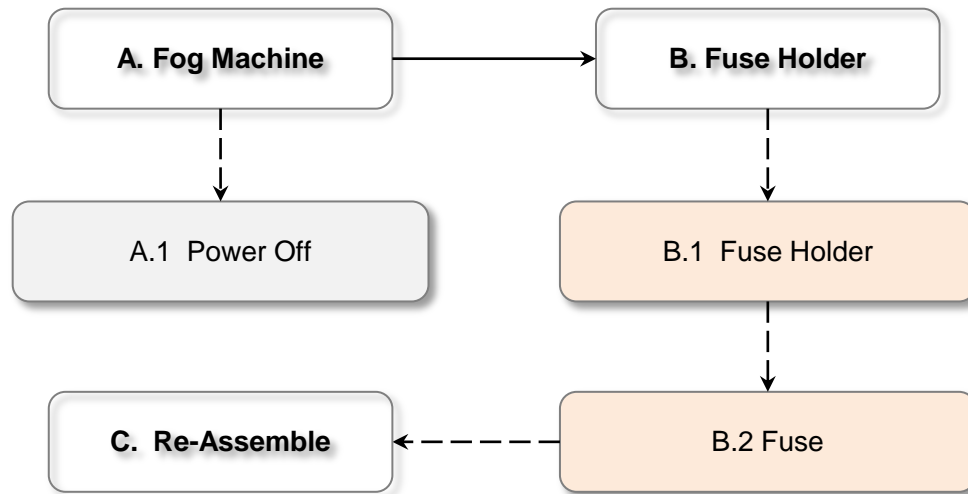 A. Fog Machine
B. Fuse Holder
A.1 Power Off
B.1 Fuse Holder
C. Re-Assemble
B.2 Fuse